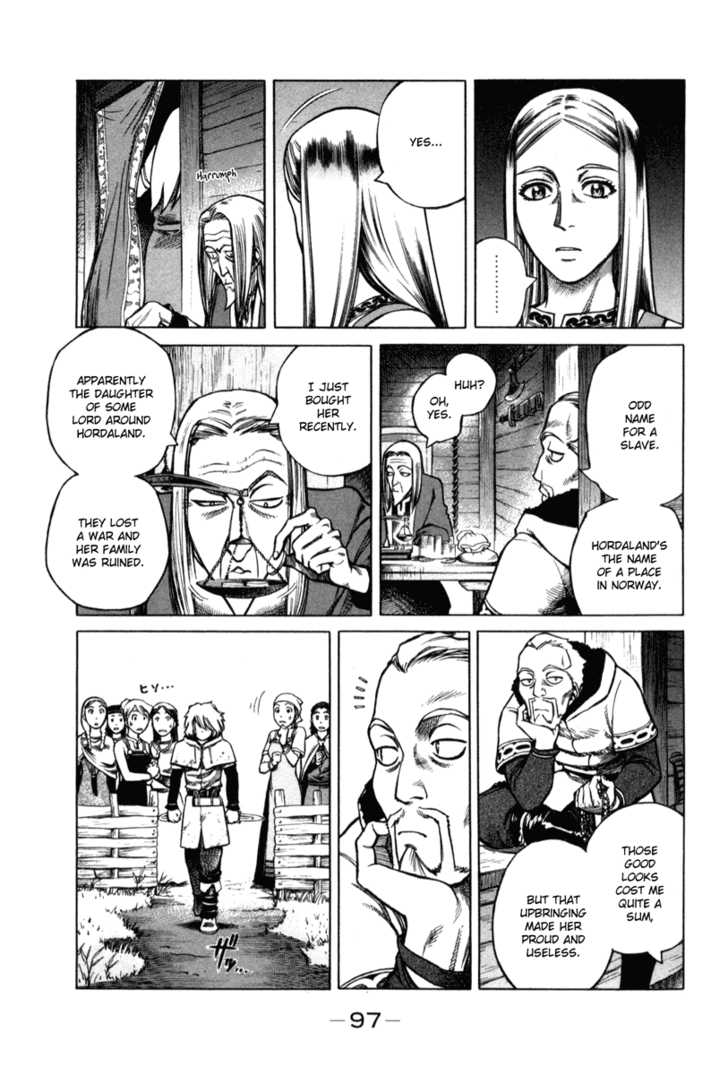 .........
YES...
Harrumph
ODD
NAME
FOR A
SLAVE.
HORDALAND'S
THE NAME
OF A PLACE
IN NORWAY.
HUH?
OH,
YES.
I JUST
BOUGHT
HER
RECENTLY.
APPARENTLY
THE DAUGHTER
OF SOME
LORD AROUND
HORDALAND.
THEY LOST
A WAR AND
HER FAMILY
WAS RUINED.
THOSE
GOOD
LOOKS
COST ME
QUITE A
SUM,
BUT THAT
UPBRINGING
MADE HER
PROUD AND
USELESS.
ヒソ...
ザッ...
—97—